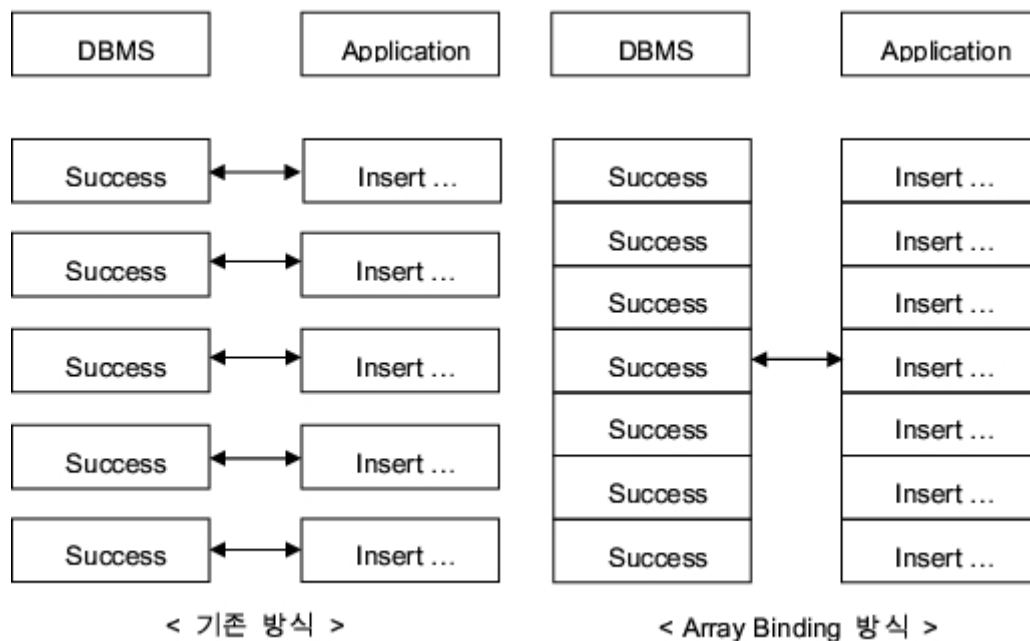 DBMS Application DBMS Application
Success Insert ... Success Insert ...
Success Insert ... Success Insert ...
Success Insert ...
Success Insert ... Success Insert ...
Success Insert ... Success Insert ...
Success Insert ...
Success Insert ... Success Insert ...
< 기존 방식 > < Array Binding 방식 >